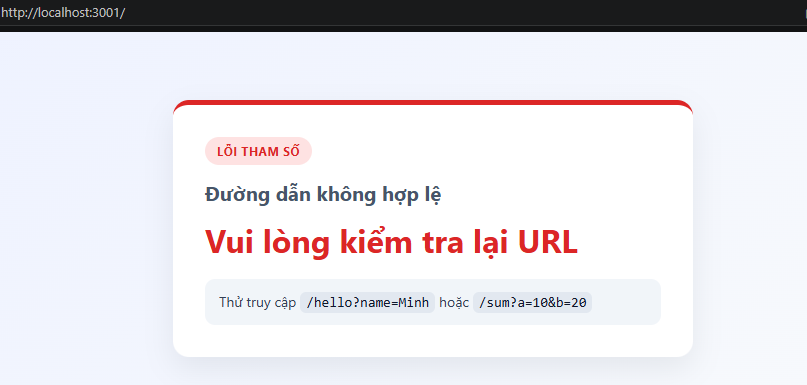 http://localhost:3001/
LỖI THAM SỐ
Đường dẫn không hợp lệ
Vui lòng kiểm tra lại URL
Thử truy cập /hello?name=Minh hoặc /sum?a=10&b=20